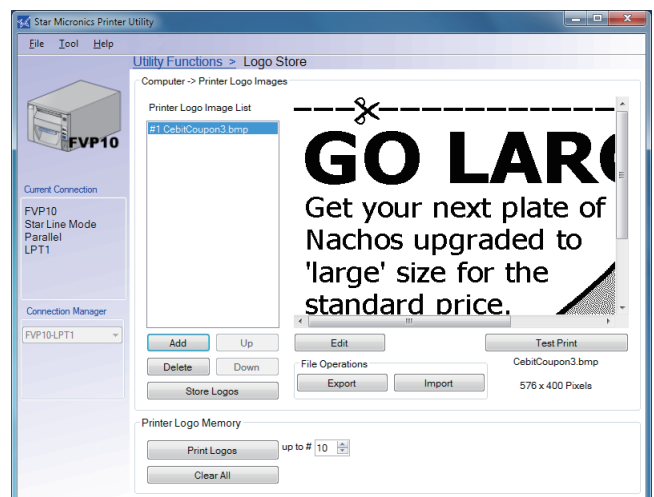 Star Micronics Printer Utility
File Tool Help
Utility Functions > Logo Store
Computer -> Printer Logo Images
Printer Logo Image List
#1 CebitCoupon3.bmp
GO LARG
Get your next plate of
Nachos upgraded to
'large' size for the
standard price.
FVP10
Current Connection
FVP10
Star Line Mode
Parallel
LPT1
Connection Manager
FVP10-LPT1
Add Up
Delete Down
Store Logos
Edit
File Operations
Export Import
Test Print
CebitCoupon3.bmp
576 x 400 Pixels
Printer Logo Memory
Print Logos up to # 10
Clear All